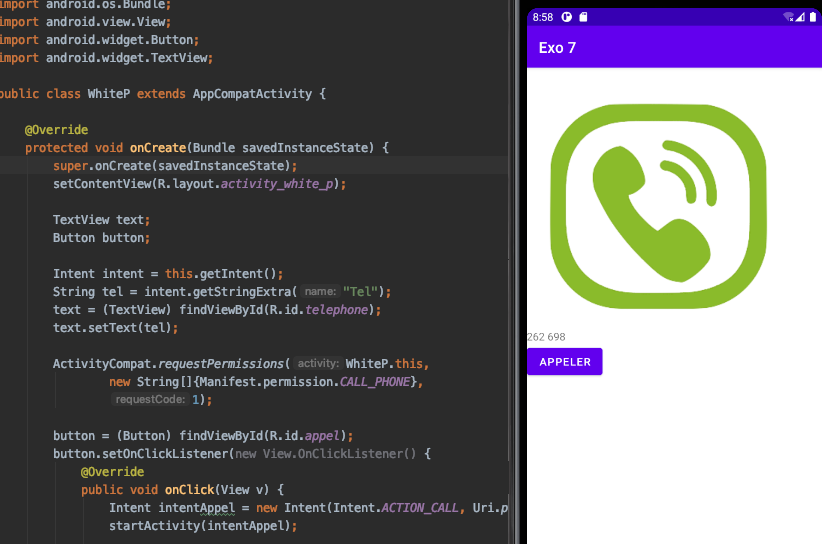 import android.os.Bundle;
import android.view.View;
import android.widget.Button;
import android.widget.TextView;
public class WhiteP extends AppCompatActivity {
@Override
protected void onCreate(Bundle savedInstanceState) {
super.onCreate(savedInstanceState);
setContentView(R.layout.activity_white_p);
TextView text;
Button button;
Intent intent = this.getIntent();
String tel = intent.getStringExtra( name: "Tel");
text = (TextView) findViewById(R.id.telephone);
text.setText(tel);
ActivityCompat.requestPermissions( activity: WhiteP.this,
new String[]{Manifest.permission.CALL_PHONE},
requestCode: 1);
button = (Button) findViewById(R.id.appel);
button.setOnClickListener(new View.OnClickListener() {
@Override
public void onClick(View v) {
Intent intentAppel = new Intent(Intent.ACTION_CALL, Uri.p
startActivity(intentAppel);
8:58
Exo 7
262 698
APPELER